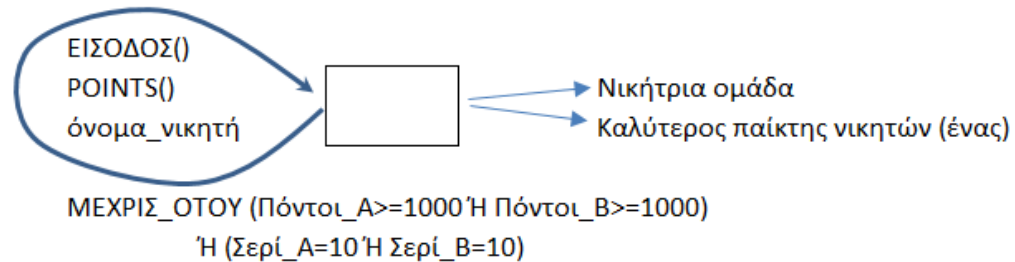 ΕΙΣΟΔΟΣ()
POINTS()
όνομα_νικητή
Νικήτρια ομάδα
Καλύτερος παίκτης νικητών (ένας)
ΜΕΧΡΙΣ_ΟΤΟΥ (Πόντοι_Α>=1000 Ή Πόντοι_Β>=1000)
Ή (Σερί_Α=10 Ή Σερί_Β=10)